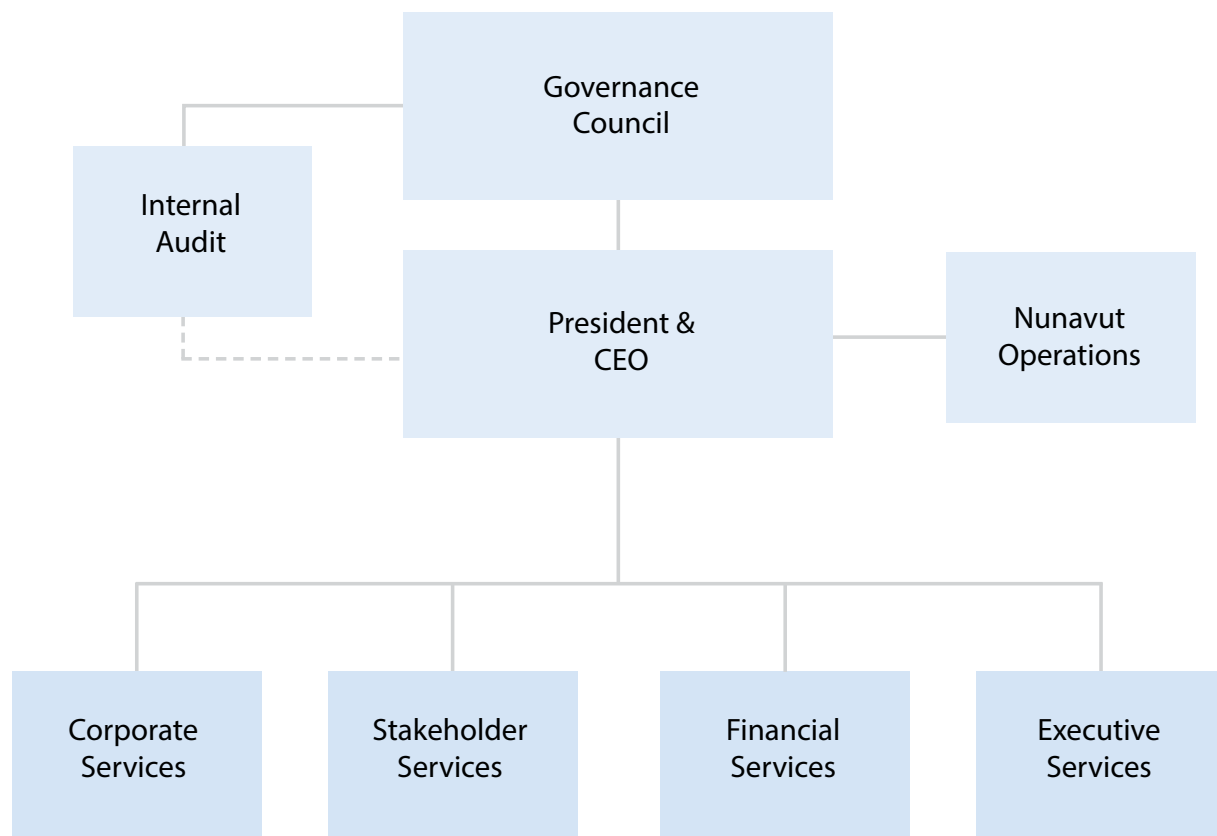 Governance
Council
Internal
Audit
President &
CEO
Nunavut
Operations
Corporate
Services
Stakeholder
Services
Financial
Services
Executive
Services